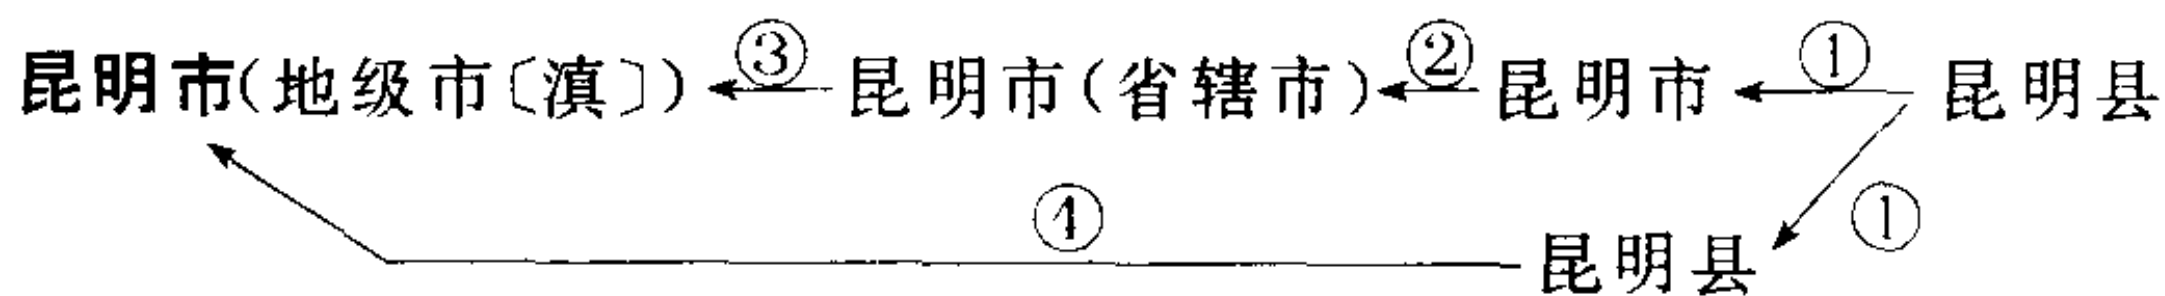 昆明市(地级市〔滇〕) ③ 昆明市(省辖市) ② 昆明市 ① 昆明县
④ 昆明县 ①